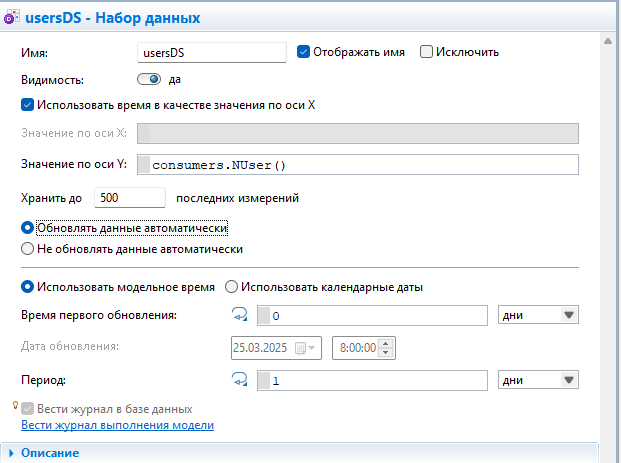 usersDS - Набор данных
Имя: usersDS Отображать имя Исключить
Видимость: да
Использовать время в качестве значения по оси X
Значение по оси X:
Значение по оси Y: consumers.NUser()
Хранить до 500 последних измерений
Обновлять данные автоматически
Не обновлять данные автоматически
Использовать модельное время Использовать календарные даты
Время первого обновления: 0 дни
Дата обновления: 25.03.2025 8:00:00
Период: 1 дни
Вести журнал в базе данных
Вести журнал выполнения модели
Описание